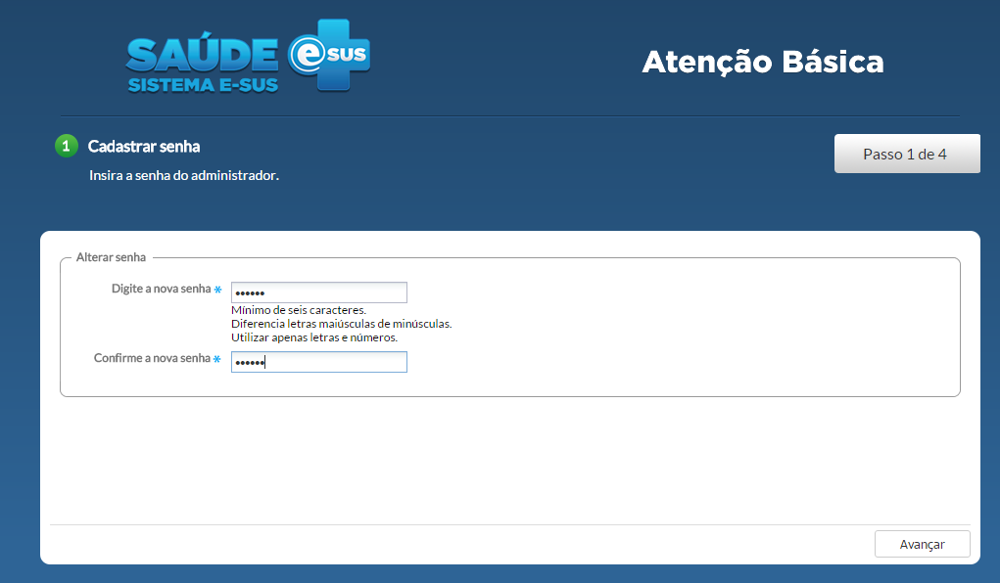 SAÚDE
SISTEMA E-SUS
e SUS
Atenção Básica
1 Cadastrar senha
Insira a senha do administrador.
Passo 1 de 4
Alterar senha
Digite a nova senha * ••••••
Mínimo de seis caracteres.
Diferencia letras maiúsculas de minúsculas.
Utilizar apenas letras e números.
Confirme a nova senha * ••••••
Avançar